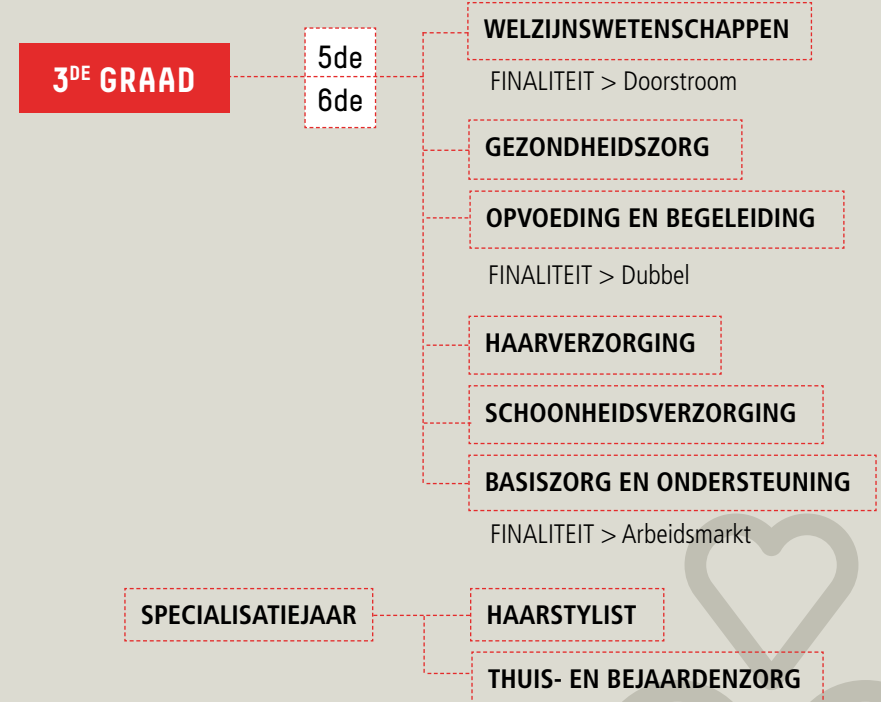 WELZIJNSWETENSCHAPPEN
3DE GRAAD
5de
6de
FINALITEIT > Doorstroom
GEZONDHEIDSZORG
OPVOEDING EN BEGELEIDING
FINALITEIT > Dubbel
HAARVERZORGING
SCHOONHEIDSVERZORGING
BASISZORG EN ONDERSTEUNING
FINALITEIT > Arbeidsmarkt
SPECIALISATIEJAAR
HAARSTYLIST
THUIS- EN BEJAARDENZORG